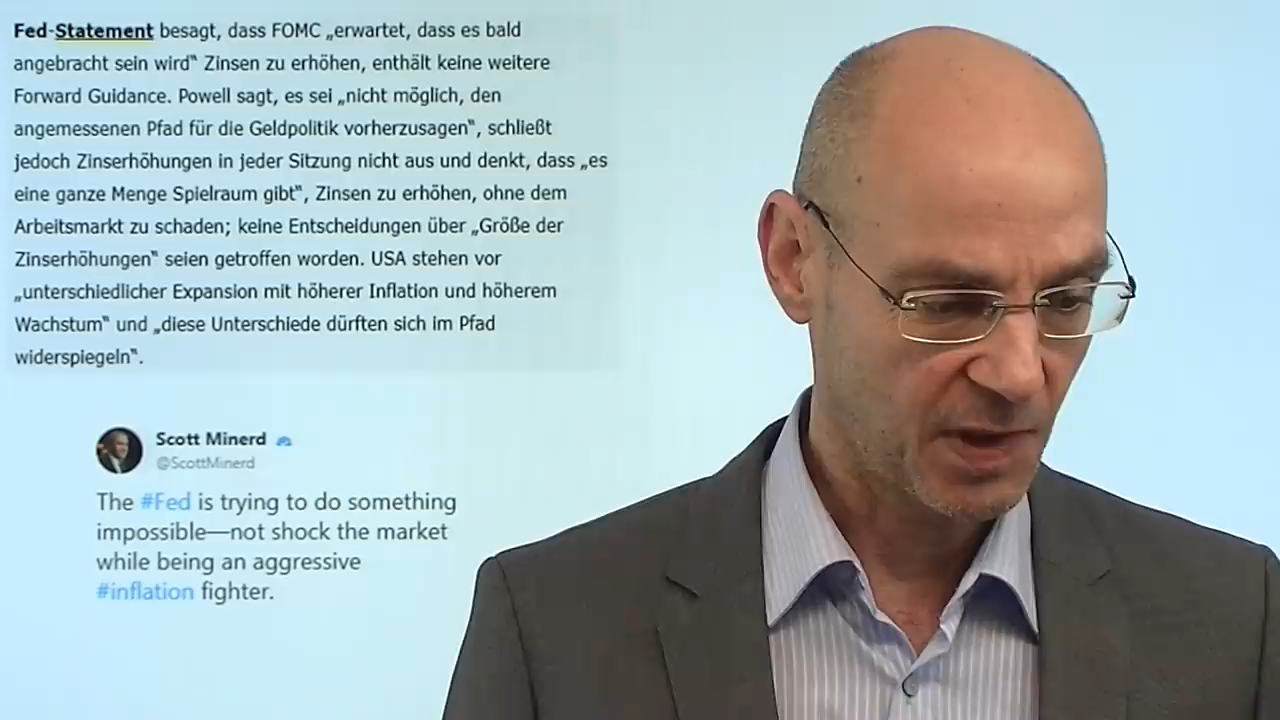 Fed-Statement besagt, dass FOMC „erwartet, dass es bald
angebracht sein wird“ Zinsen zu erhöhen, enthält keine weitere
Forward Guidance. Powell sagt, es sei „nicht möglich, den
angemessenen Pfad für die Geldpolitik vorherzusagen“, schließt
jedoch Zinserhöhungen in jeder Sitzung nicht aus und denkt, dass „es
eine ganze Menge Spielraum gibt“, Zinsen zu erhöhen, ohne dem
Arbeitsmarkt zu schaden; keine Entscheidungen über „Größe der
Zinserhöhungen“ seien getroffen worden. USA stehen vor
„unterschiedlicher Expansion mit höherer Inflation und höherem
Wachstum“ und „diese Unterschiede dürften sich im Pfad
widerspiegeln“.
Scott Minerd
@ScottMinerd
The #Fed is trying to do something
impossible—not shock the market
while being an aggressive
#inflation fighter.